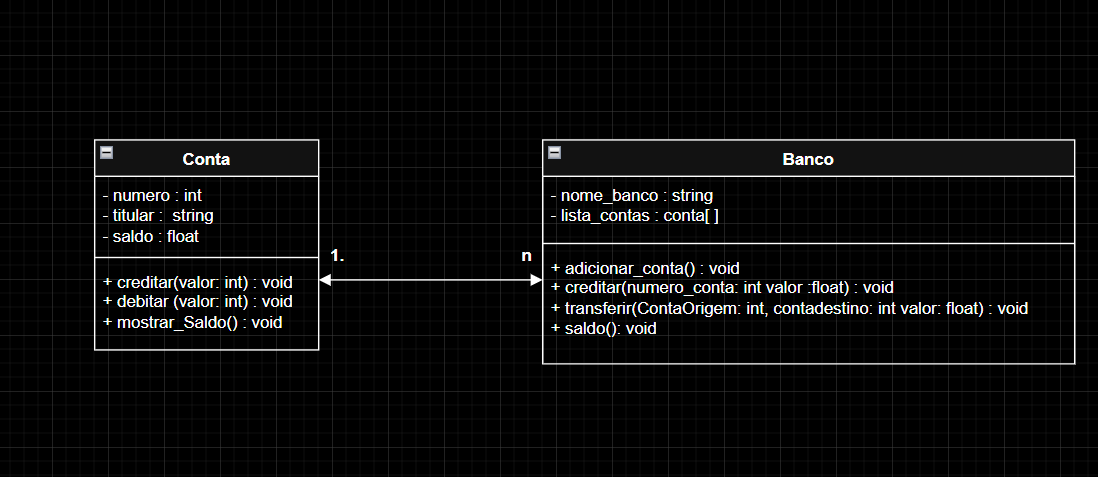 Conta
- numero : int
- titular :  string
- saldo : float
+ creditar(valor: int) : void
+ debitar (valor: int) : void
+ mostrar_Saldo() : void
1.
n
Banco
- nome_banco : string
- lista_contas : conta[ ]
+ adicionar_conta() : void
+ creditar(numero_conta: int valor :float) : void
+ transferir(ContaOrigem: int, contadestino: int valor: float) : void
+ saldo(): void